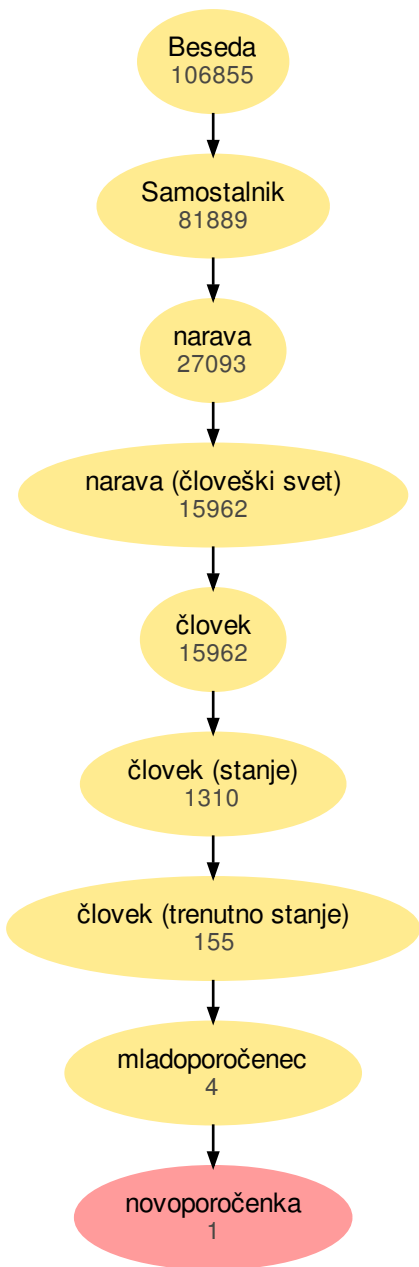 Beseda
106855
Samostalnik
81889
narava
27093
narava (človeški svet)
15962
človek
15962
človek (stanje)
1310
človek (trenutno stanje)
155
mladoporočenec
4
novoporočenka
1